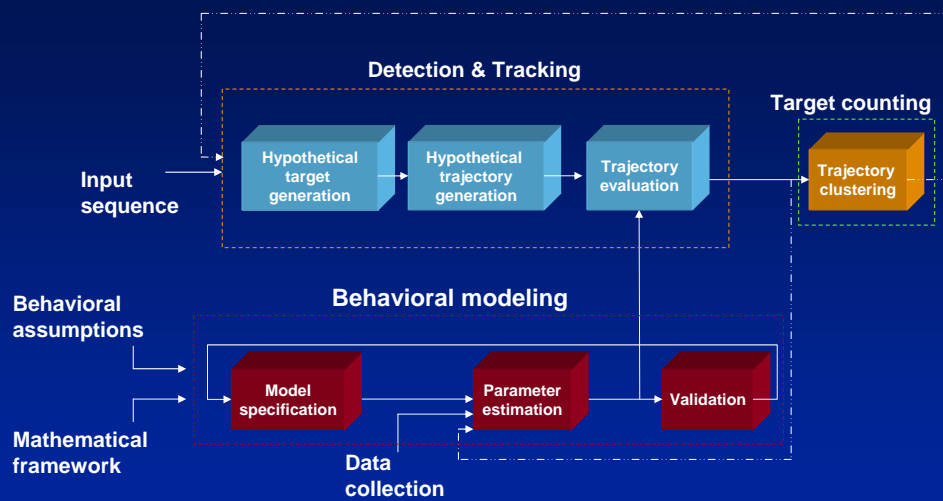 Detection & Tracking
Target counting
Input
sequence
Hypothetical
target
generation
Hypothetical
trajectory
generation
Trajectory
evaluation
Trajectory
clustering
Behavioral modeling
Behavioral
assumptions
Mathematical
framework
Model
specification
Parameter
estimation
Validation
Data
collection